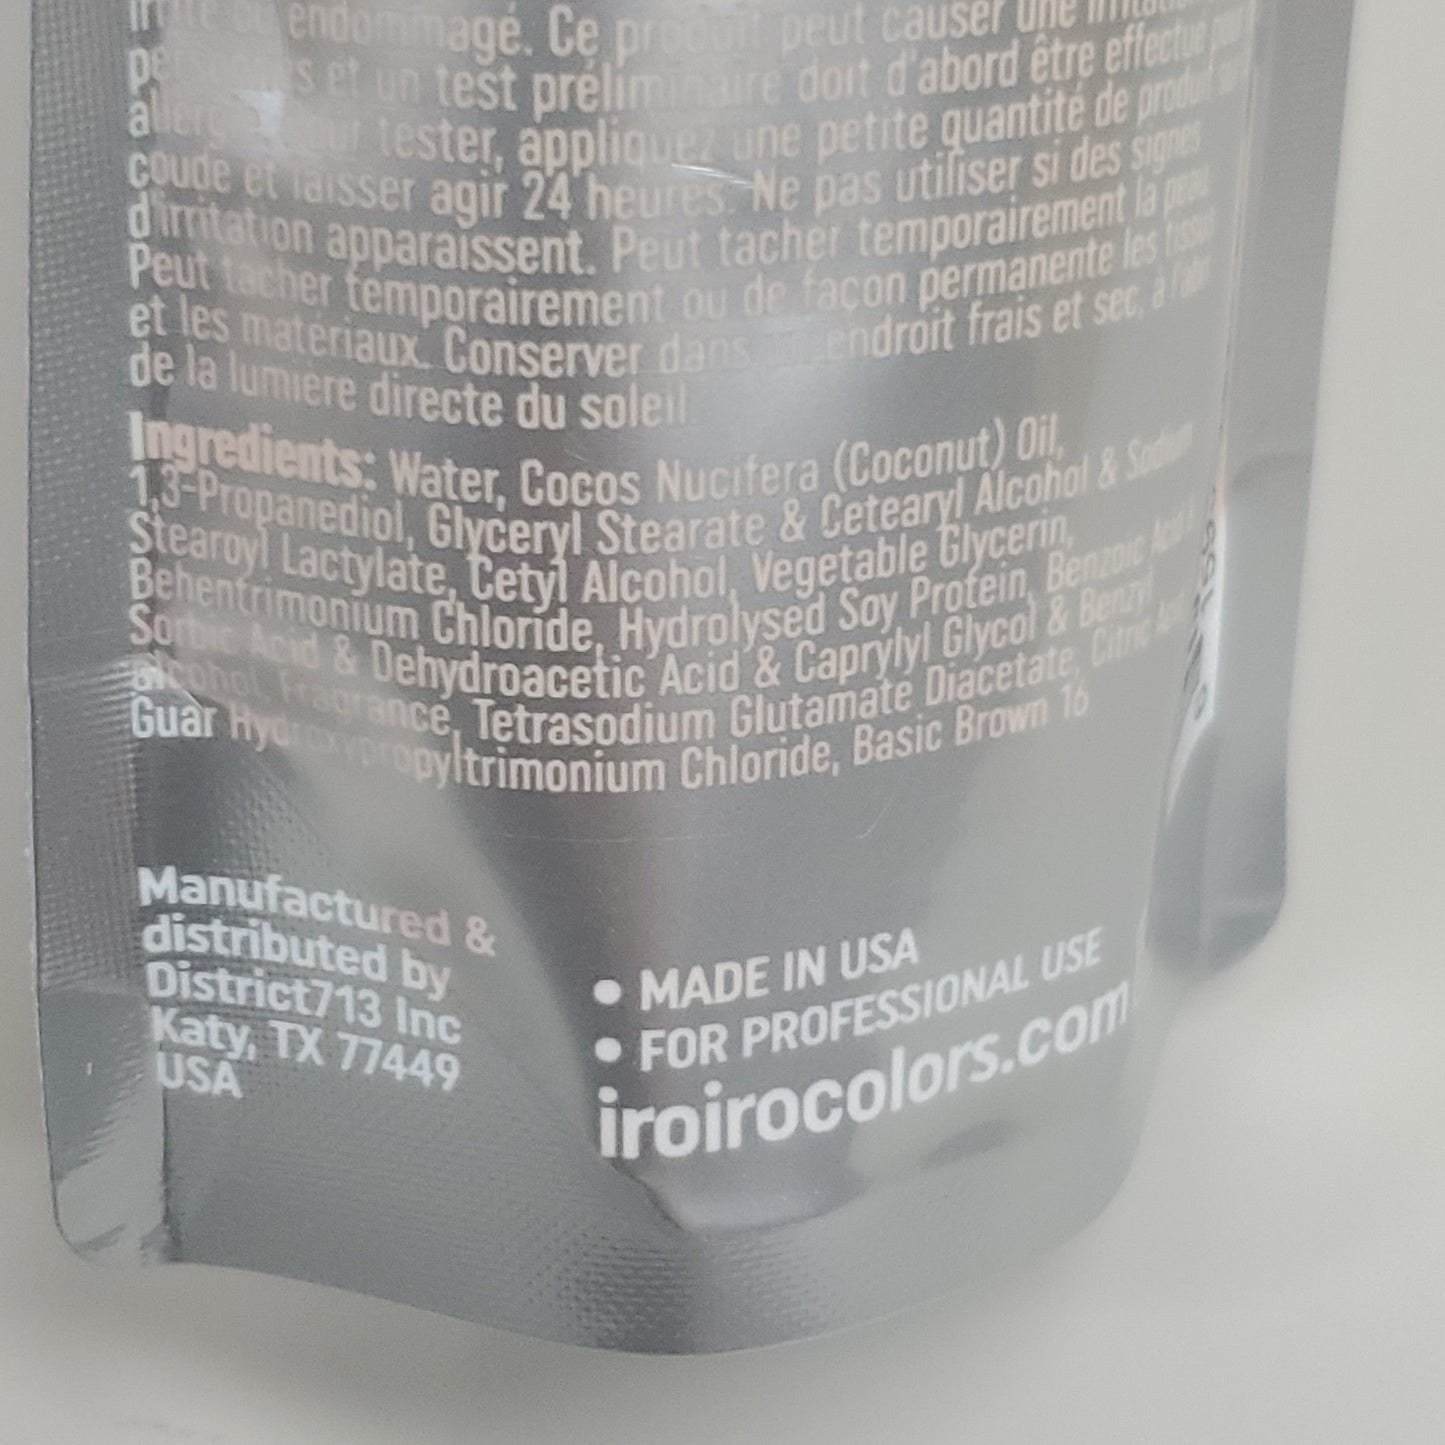 endommagé. Ce produit peut causer une
et un test préliminaire doit d'abord être effectué pour
tester, appliquez une petite quantité de produit
coude et laisser agir 24 heures. Ne pas utiliser si des signes
d'irritation apparaissent. Peut tacher temporairement la peau.
Peut tacher temporairement ou de façon permanente les tissus
et les matériaux. Conserver dans un endroit frais et sec, à l'abri
de la lumière directe du soleil.
Ingredients: Water, Cocos Nucifera (Coconut) Oil,
1,3-Propanediol, Glyceryl Stearate & Cetearyl Alcohol & Sodium
Stearoyl Lactylate, Cetyl Alcohol, Vegetable Glycerin,
Behentrimonium Chloride, Hydrolysed Soy Protein, Benzoic Acid &
Sorbic Acid & Dehydroacetic Acid & Caprylyl Glycol & Benzyl
alcohol, Fragrance, Tetrasodium Glutamate Diacetate, Citric Acid,
Guar Hydroxypropyltrimonium Chloride, Basic Brown 16
Manufactured &
distributed by
District713 Inc
Katy, TX 77449
USA
• MADE IN USA
• FOR PROFESSIONAL USE
iroirocolors.com